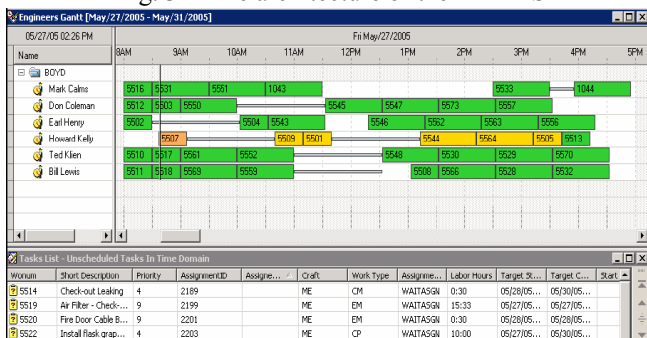 Engineers Gantt [May/27/2005 - May/31/2005]
05/27/05 02:26 PM Fri May/27/2005
Name 8AM 9AM 10AM 11AM 12PM 1PM 2PM 3PM 4PM 5PM
BOYD
Mark Calms 5516 5531 5551 1043 5533 1044
Don Coleman 5512 5503 5550 5545 5547 5573 5557
Earl Henry 5502 5504 5543 5546 5562 5563 5556
Howard Kelly 5507 5509 5501 5544 5564 5505 5513
Ted Klien 5510 5517 5561 5552 5548 5530 5529 5570
Bill Lewis 5511 5518 5569 5559 5508 5566 5528 5532
Tasks List - Unscheduled Tasks In Time Domain
Wonum Short Description Priority AssignmentID Assigne... Craft Work Type Assignme... Labor Hours Target St... Target C... Start
5514 Check-out Leaking 4 2189 ME CM WAITASGN 0:30 05/28/05... 05/30/05...
5519 Air Filter - Check-... 9 2199 ME EM WAITASGN 15:33 05/27/05... 05/27/05...
5520 Fire Door Cable B... 9 2201 ME EM WAITASGN 0:30 05/28/05... 05/28/05...
5522 Install flask grap... 4 2203 ME CP WAITASGN 10:00 05/27/05... 05/30/05...